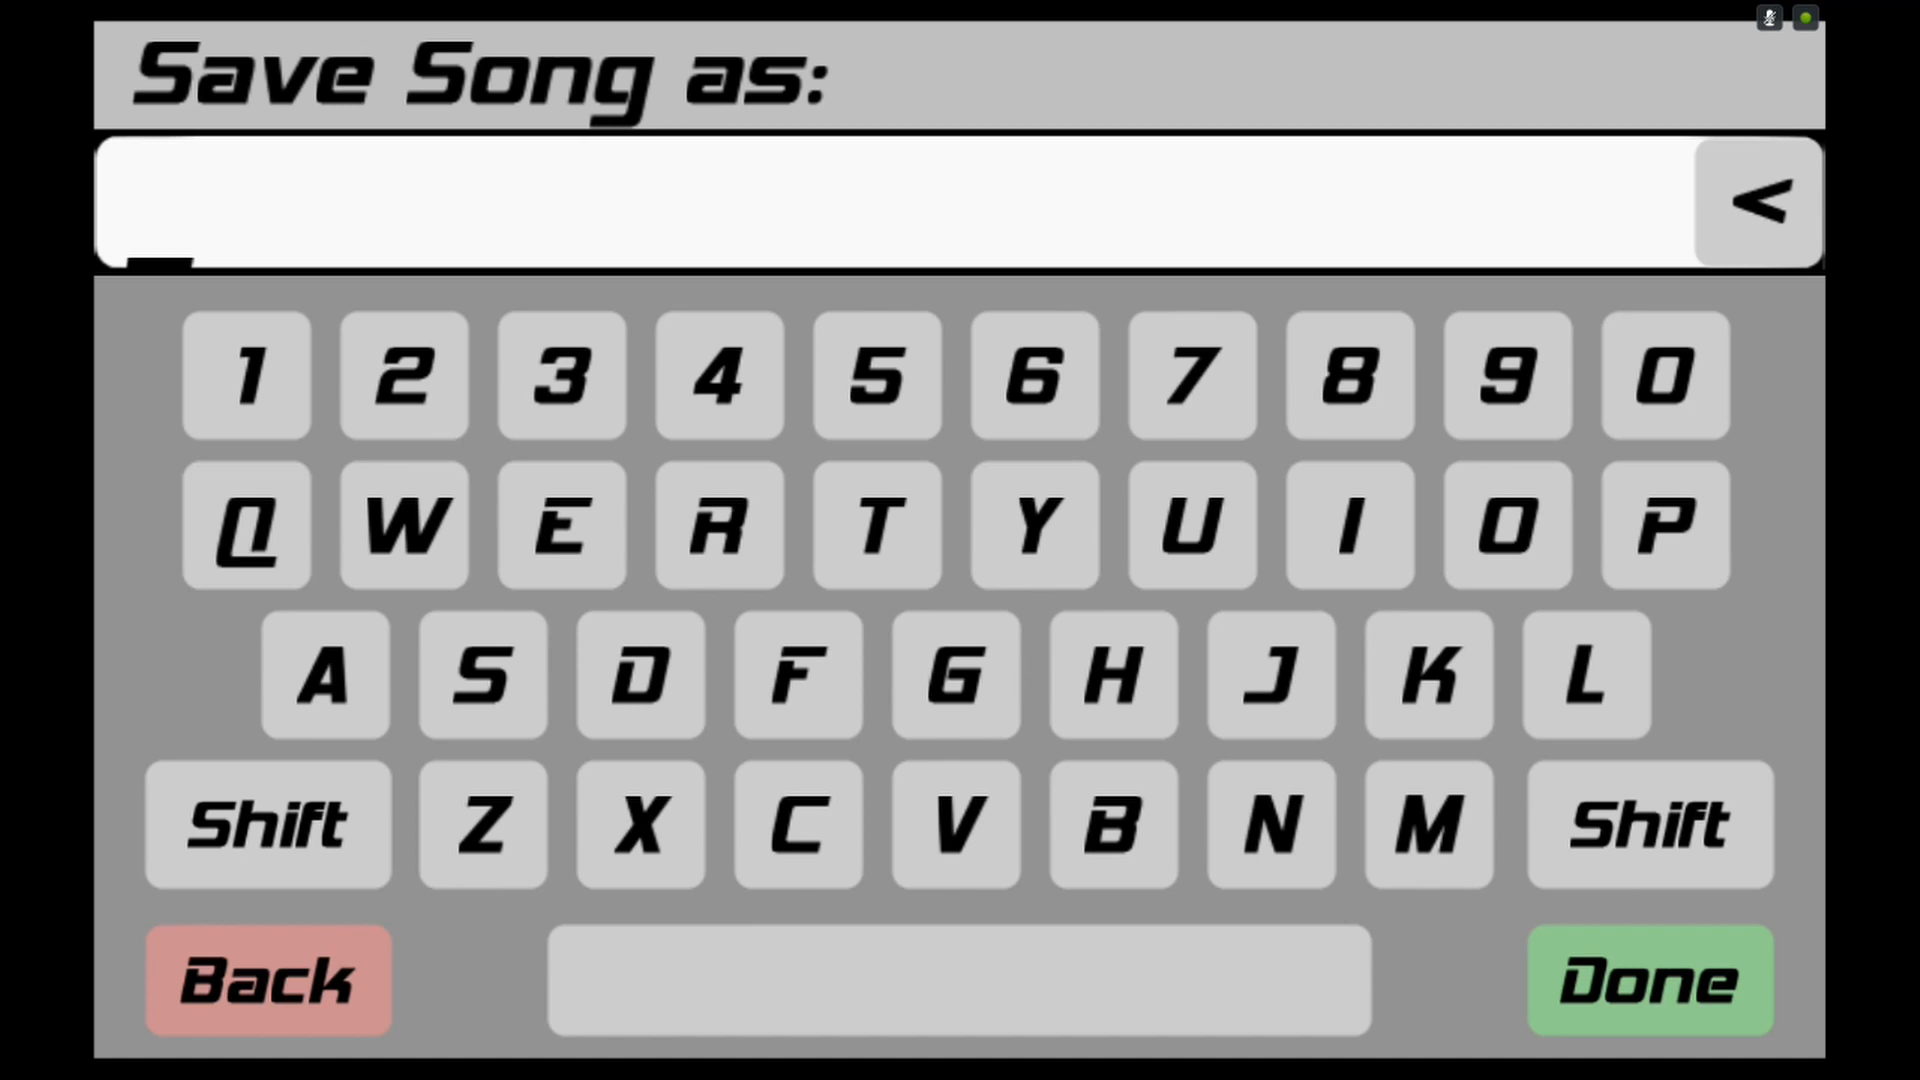 Save Song as:
<
1 2 3 4 5 6 7 8 9 0
Q W E R T Y U I O P
A S D F G H J K L
Shift Z X C V B N M Shift
Back Done